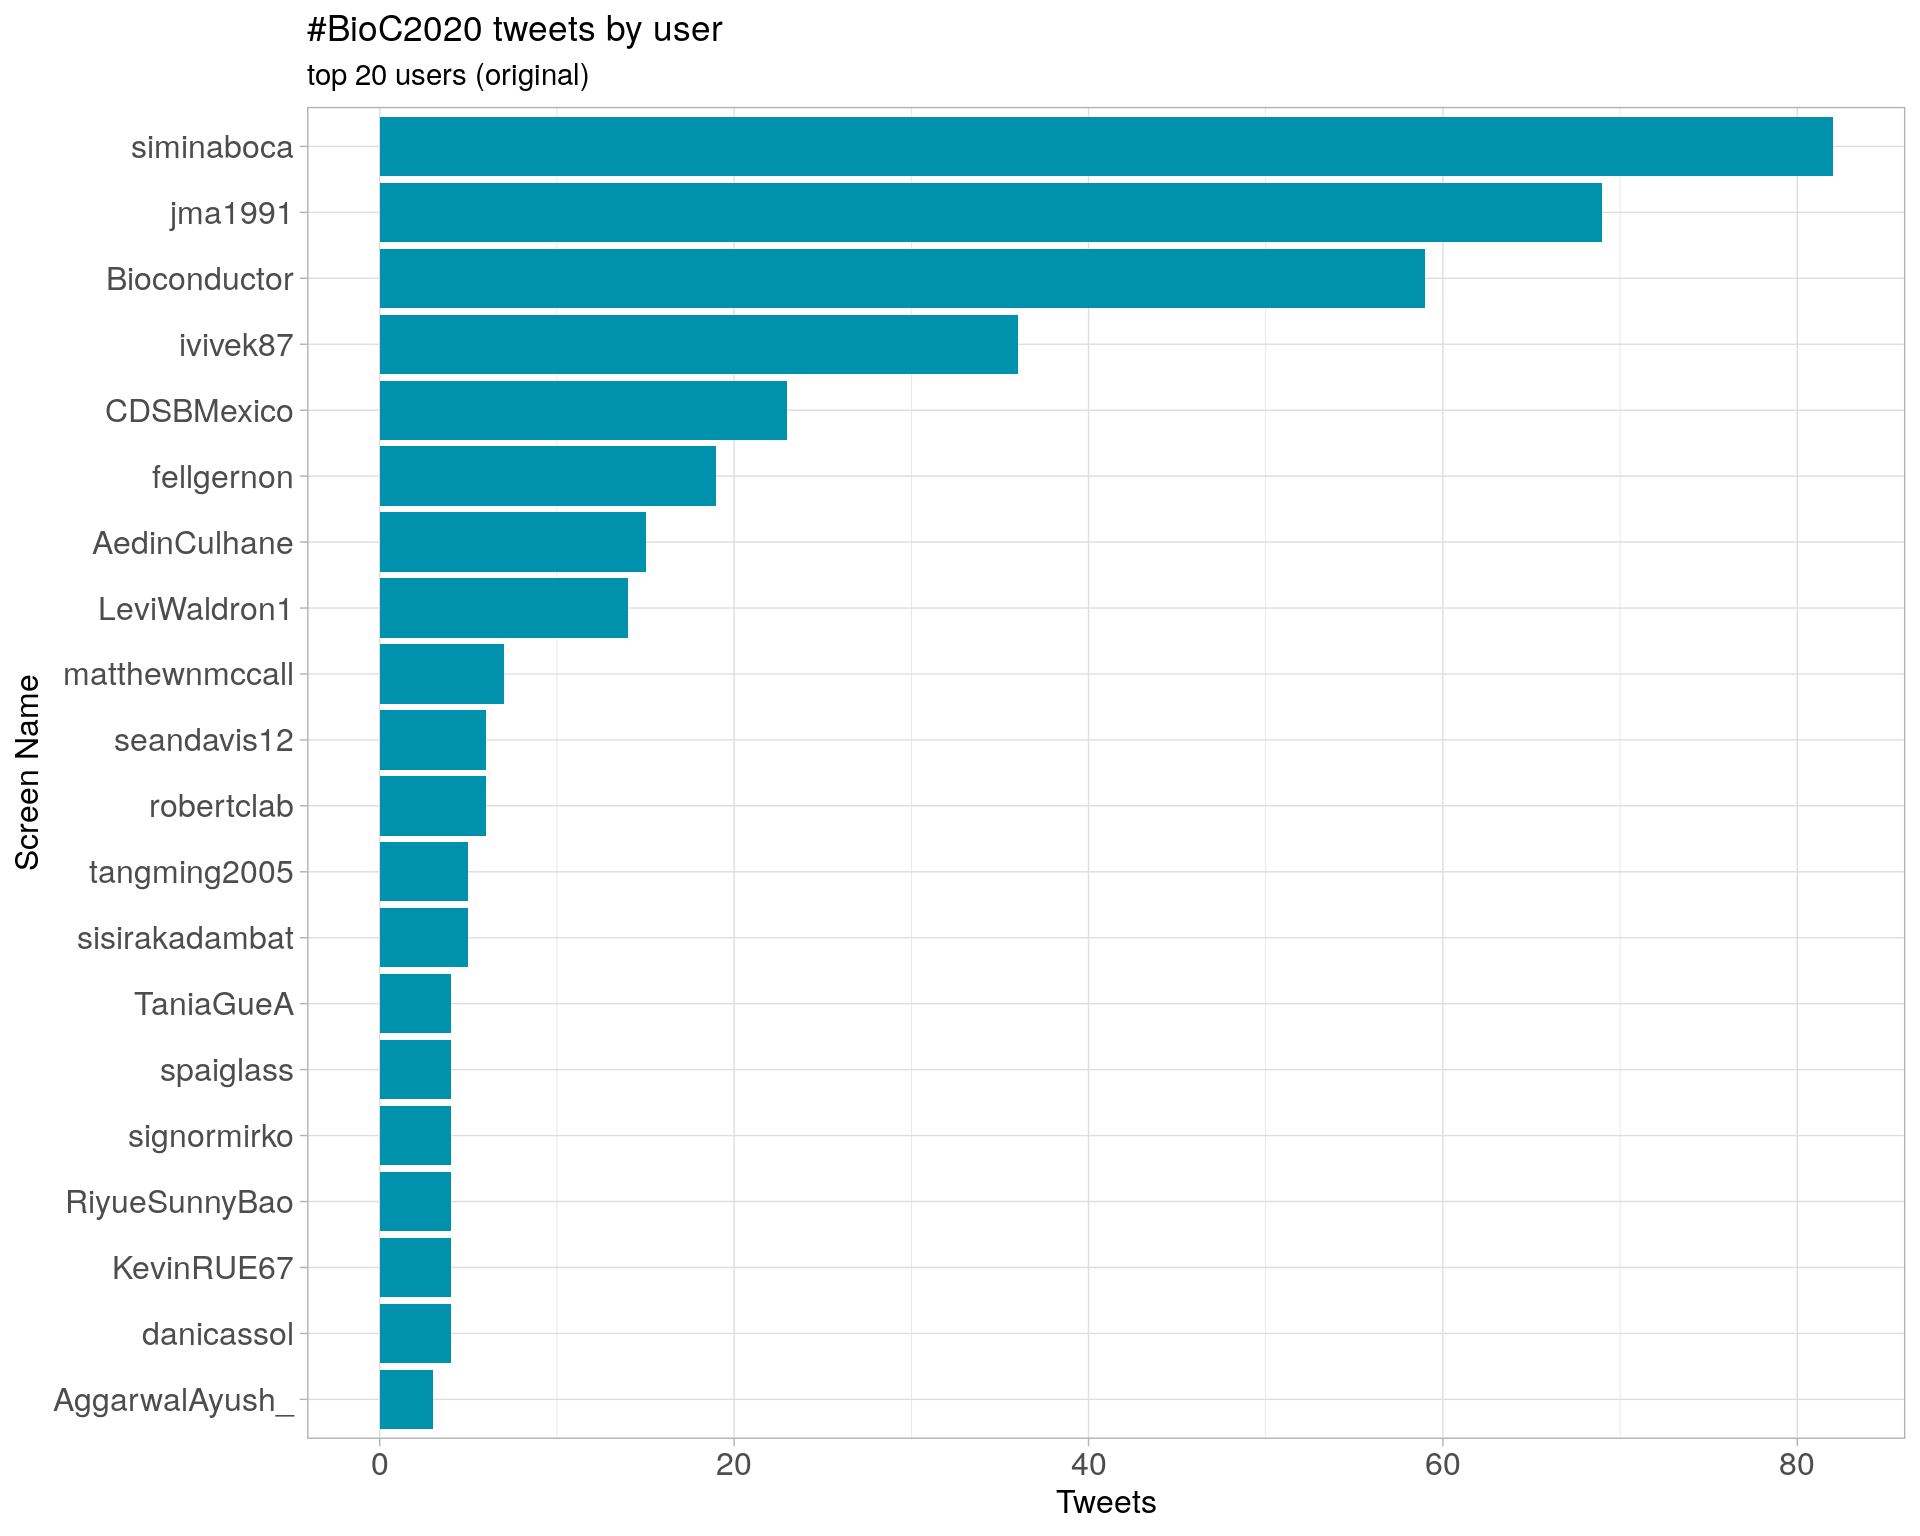 #BioC2020 tweets by user
top 20 users (original)
siminaboca
jma1991
Bioconductor
ivivek87
CDSBMexico
fellgernon
AedinCulhane
LeviWaldron1
matthewnmccall
seandavis12
robertclab
tangming2005
sisirakadambat
TaniaGueA
spaiglass
signormirko
RiyueSunnyBao
KevinRUE67
danicassol
AggarwalAyush_
Screen Name
0 20 40 60 80
Tweets